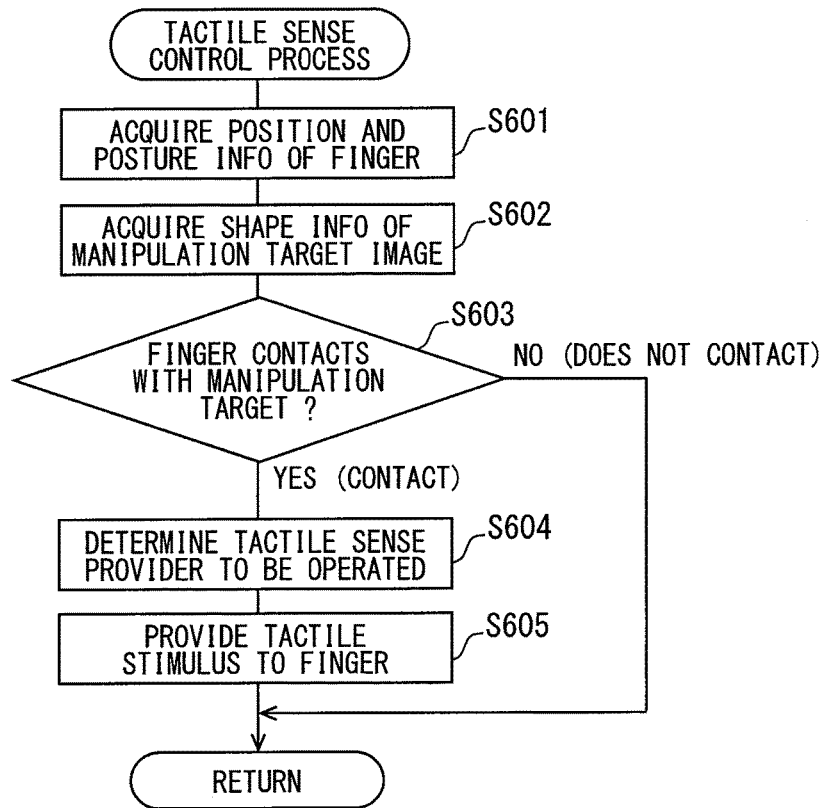 TACTILE SENSE
CONTROL PROCESS
ACQUIRE POSITION AND
POSTURE INFO OF FINGER
S601
ACQUIRE SHAPE INFO OF
MANIPULATION TARGET IMAGE
S602
S603
FINGER CONTACTS
WITH MANIPULATION
TARGET ?
NO (DOES NOT CONTACT)
YES (CONTACT)
DETERMINE TACTILE SENSE
PROVIDER TO BE OPERATED
S604
PROVIDE TACTILE
STIMULUS TO FINGER
S605
RETURN